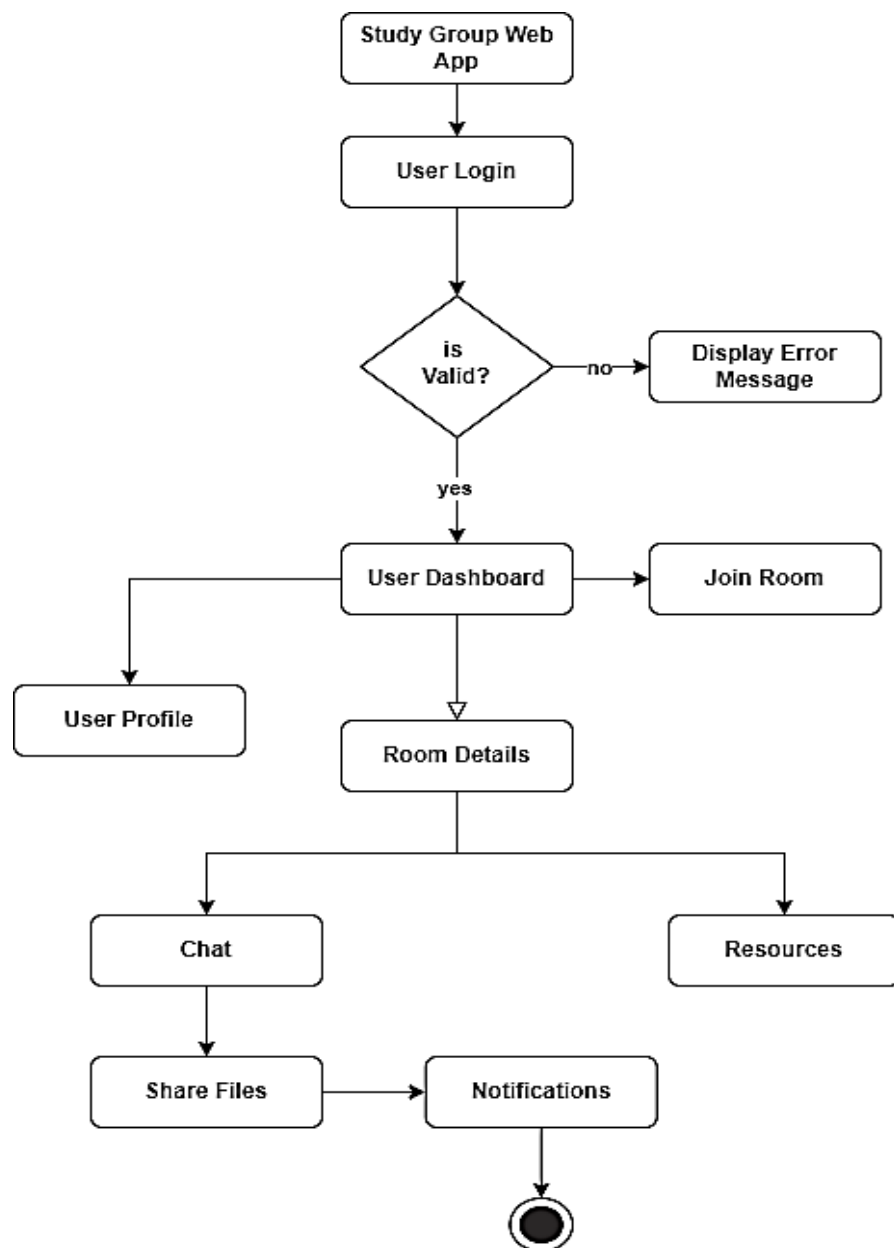 Study Group Web
App
User Login
is
Valid?
no
Display Error
Message
yes
User Dashboard
Join Room
User Profile
Room Details
Chat
Resources
Share Files
Notifications